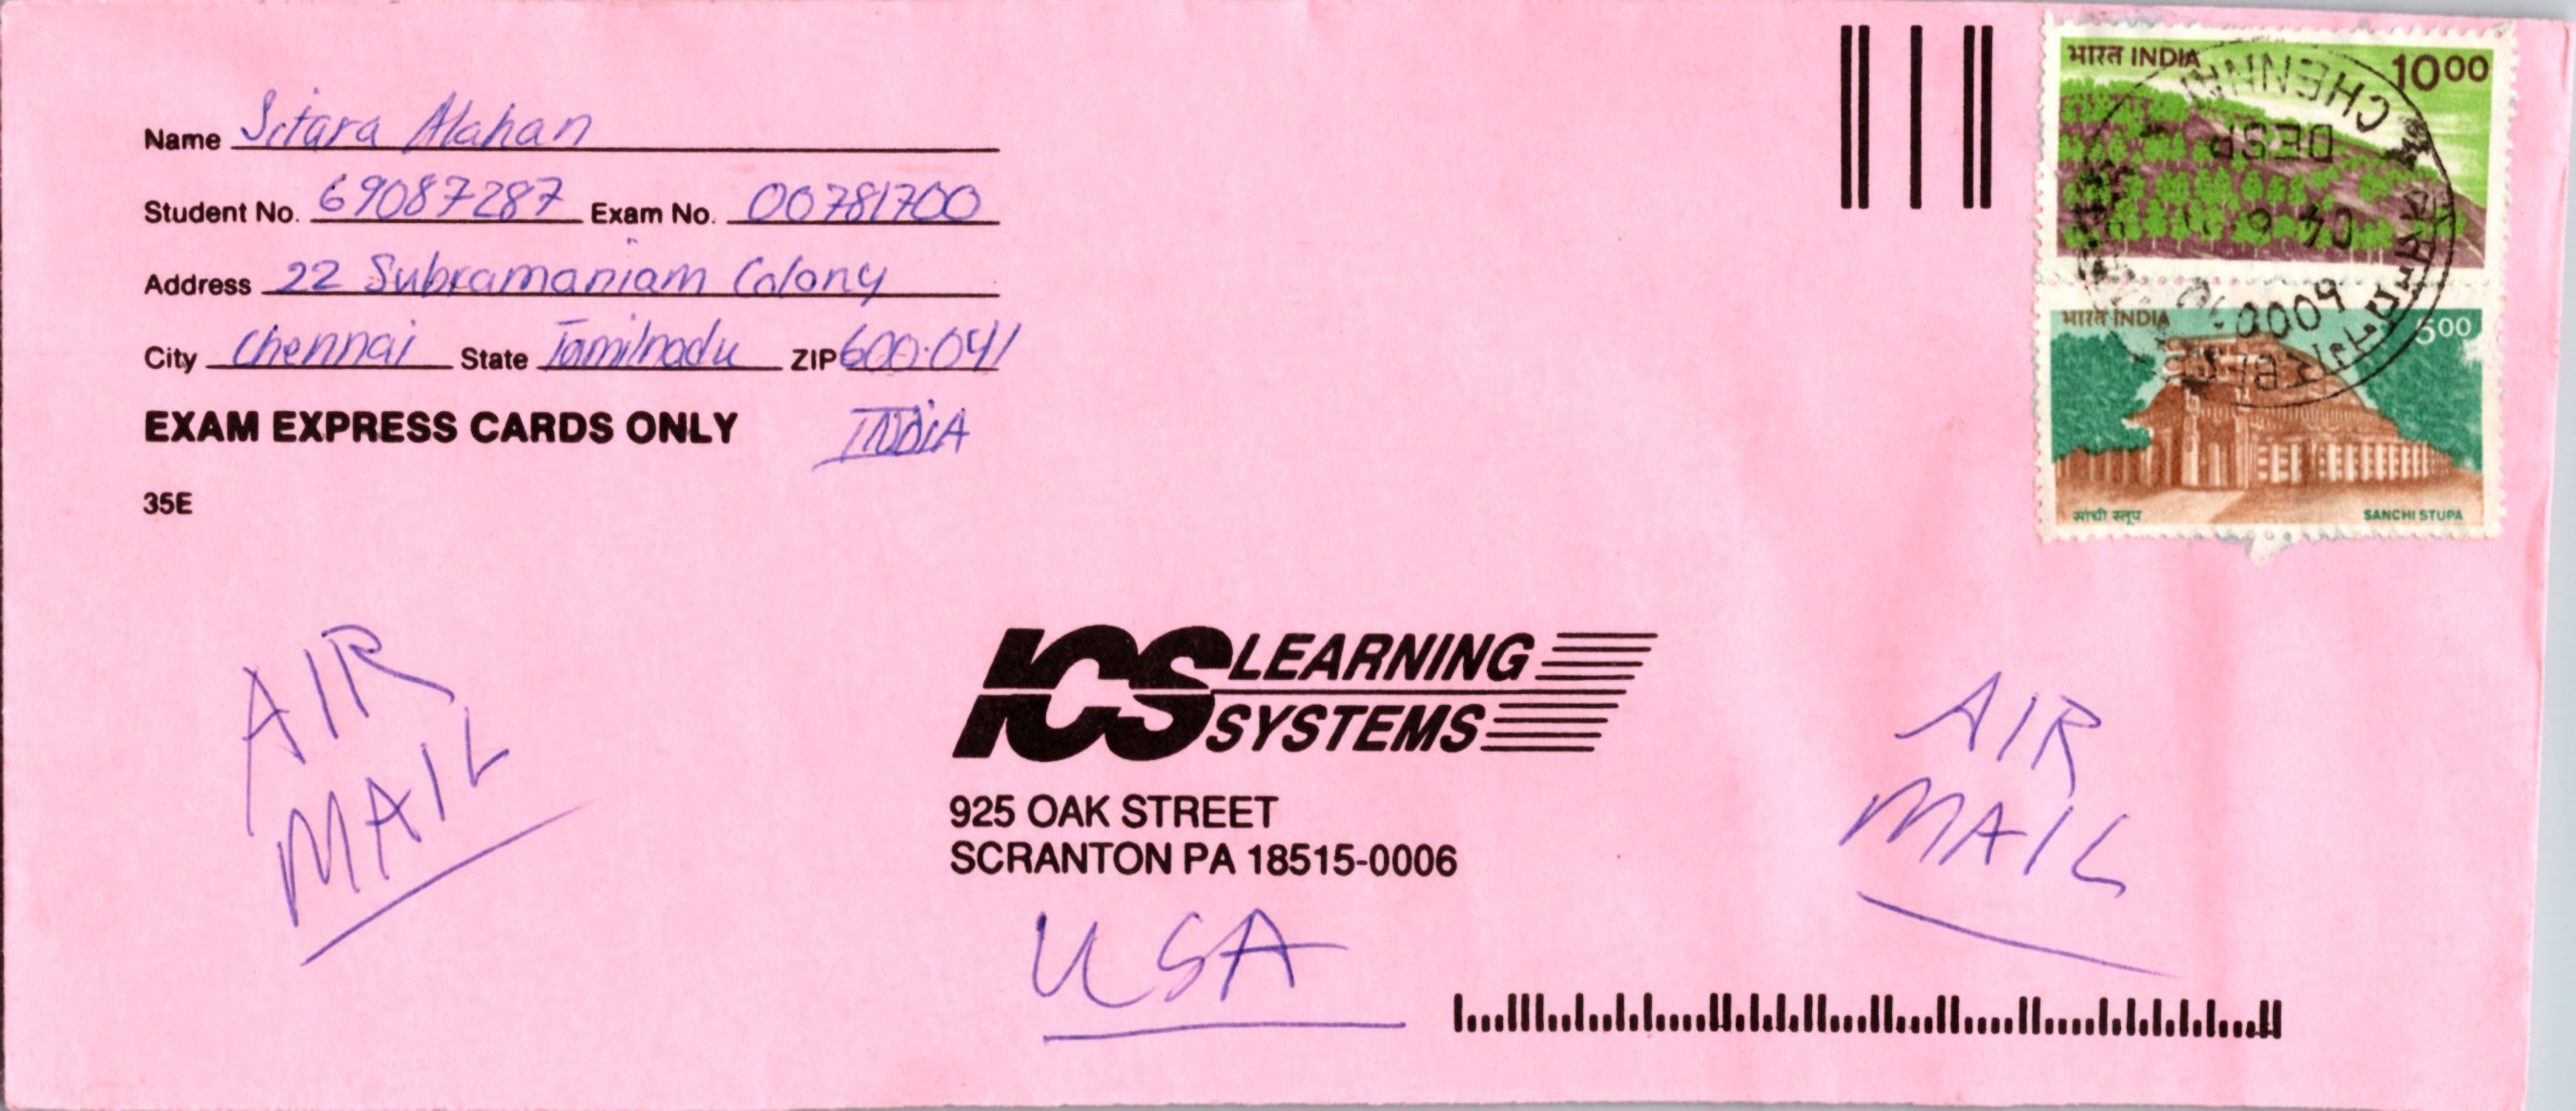 Name Sitara Alahan
Student No. 69087287 Exam No. 00781700
Address 22 Subramaniam Colony
City Chennai State Tamilnadu ZIP 600.041
EXAM EXPRESS CARDS ONLY INDiA
35E
भारत INDIA 10.00
CHENNAI
भारत INDIA 5.00
सांची स्तूप SANCHI STUPA
AIR
MAIL
ICS LEARNING
SYSTEMS
925 OAK STREET
SCRANTON PA 18515-0006
USA
AIR
MAIL